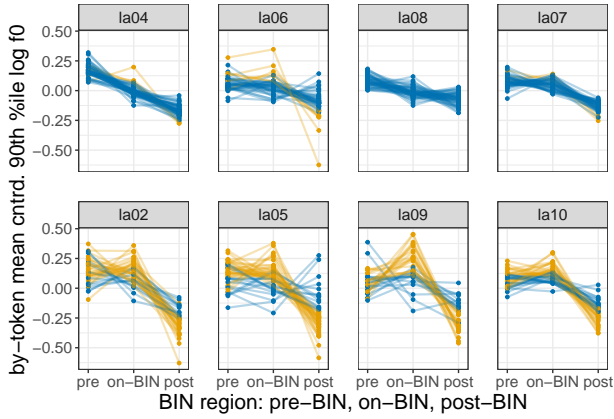 by−token mean cntrd. 90th %ile log f0
la04 la06 la08 la07
0.50
0.25
0.00
−0.25
−0.50
la02 la05 la09 la10
0.50
0.25
0.00
−0.25
−0.50
pre on−BIN post pre on−BIN post pre on−BIN post pre on−BIN post
BIN region: pre−BIN, on−BIN, post−BIN